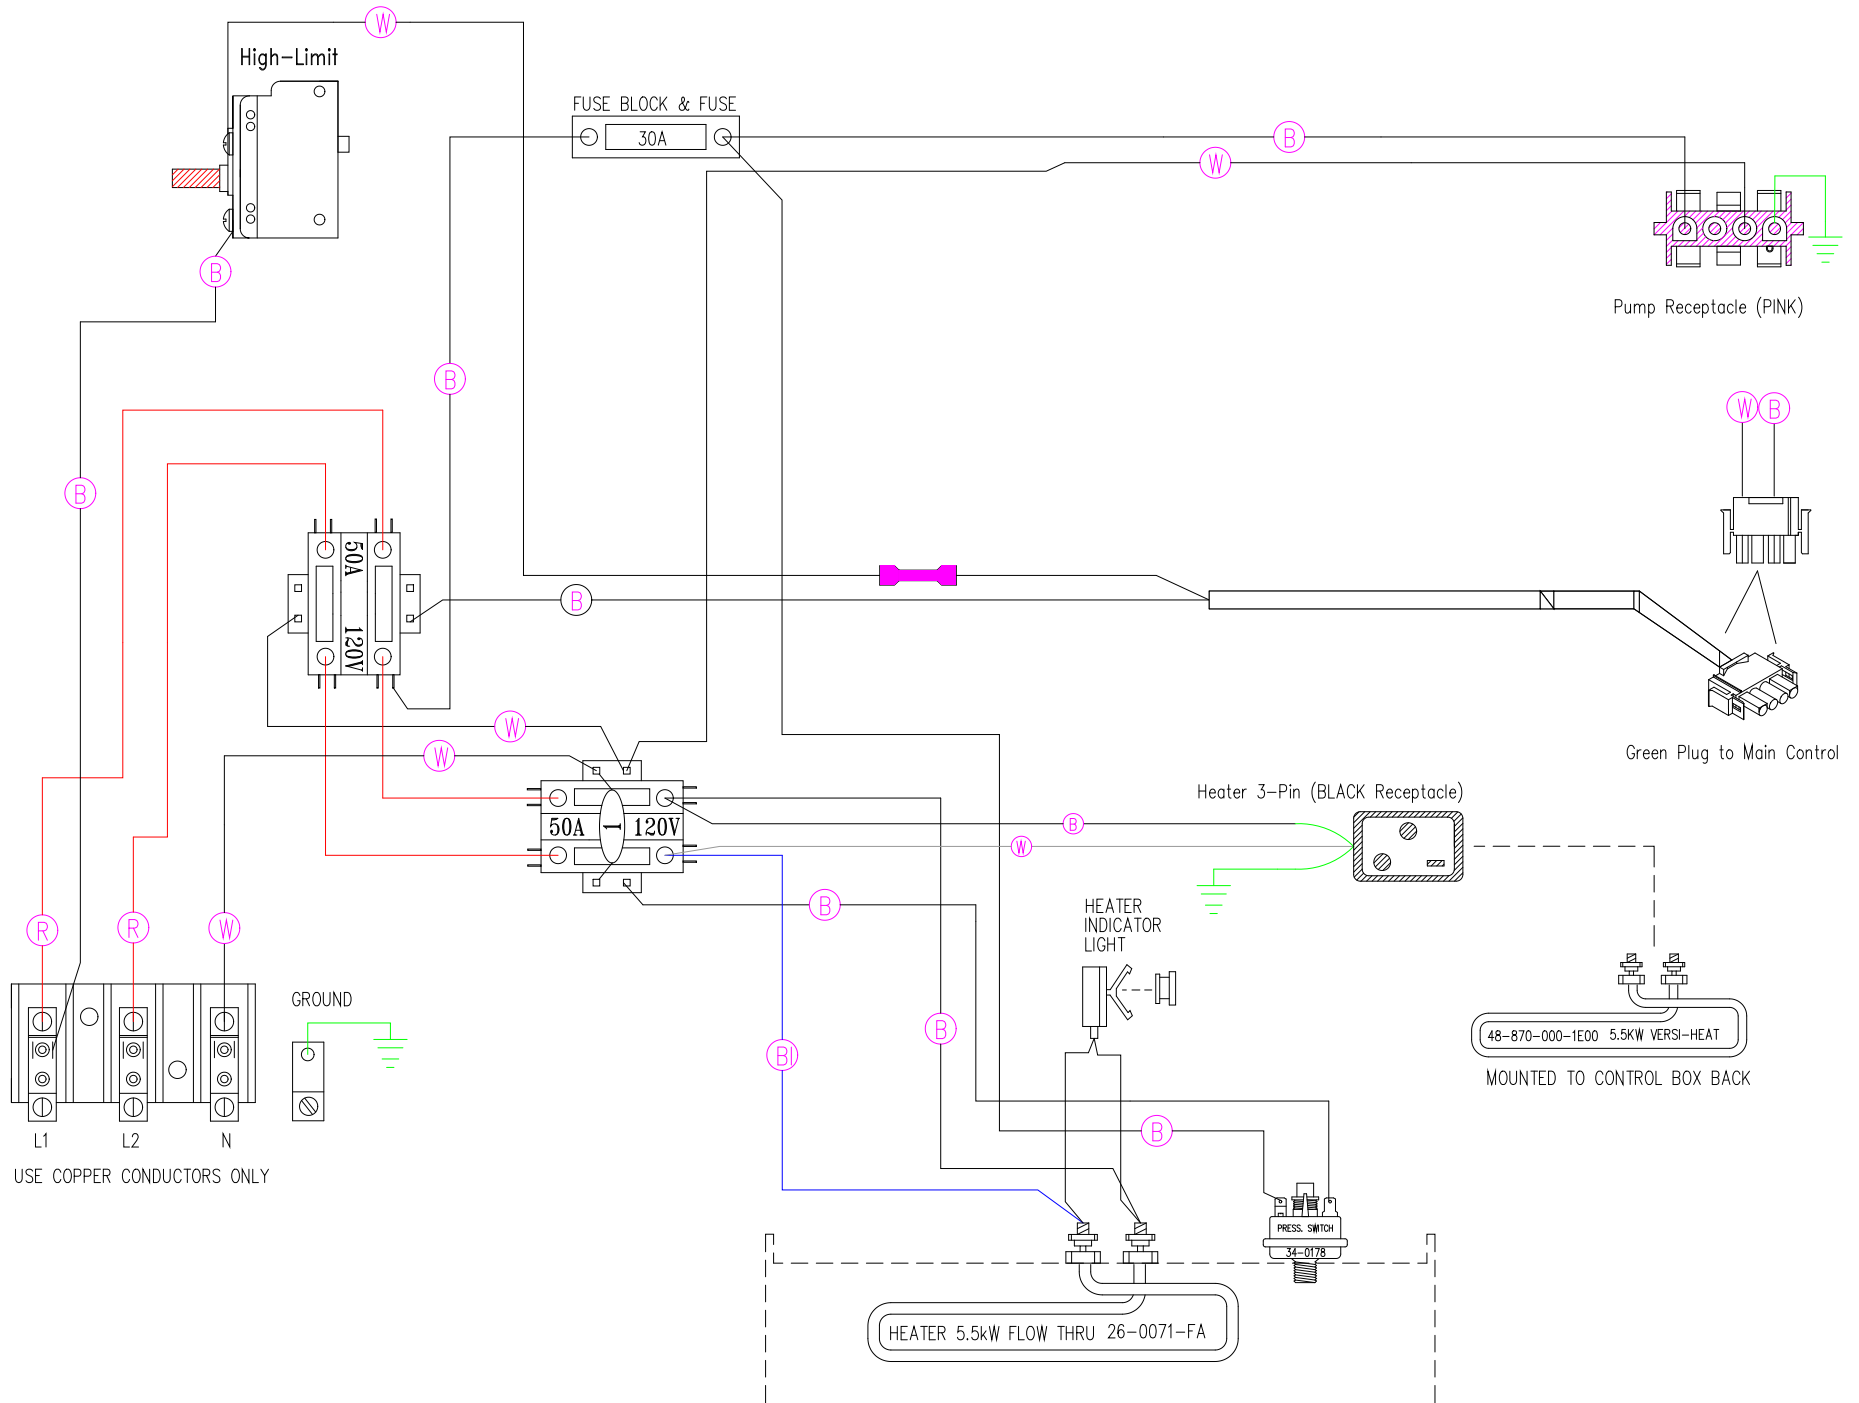 W
High-Limit
FUSE BLOCK & FUSE
30A
B
W
B
Pump Receptacle (PINK)
B
W B
B
50A 120V
B
W
W
Green Plug to Main Control
Heater 3-Pin (BLACK Receptacle)
50A 1 120V
B
W
B
HEATER
INDICATOR
LIGHT
R
R
W
GROUND
B
BI
48-870-000-1E00 5.5KW VERSI-HEAT
MOUNTED TO CONTROL BOX BACK
L1
L2
N
B
USE COPPER CONDUCTORS ONLY
PRESS. SWITCH
34-0178
HEATER 5.5kW FLOW THRU 26-0071-FA